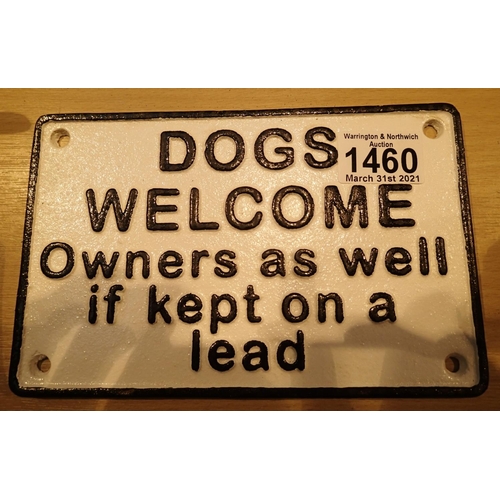 DOGS
WELCOME
Owners as well
if kept on a
lead
Warrington & Northwich
Auction
1460
March 31st 2021